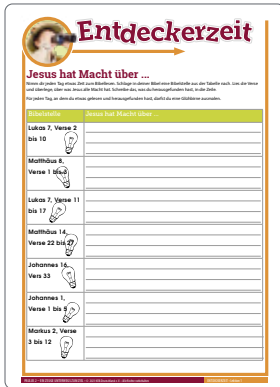 Entdeckerzeit
Jesus hat Macht über ...
Nimm dir jeden Tag etwas Zeit zum Bibellesen. Schlage in deiner Bibel eine Bibelstelle aus der Tabelle nach. Lies die Verse
und überlege, über was Jesus alle Macht hat. Schreibe das, was du herausgefunden hast, in die Zeile.
Für jeden Tag, an dem du etwas gelesen und herausgefunden hast, darfst du eine Glühbirne ausmalen.
Bibelstelle Jesus hat Macht über ...
Lukas 7, Verse 2
bis 10
Matthäus 8,
Verse 1 bis 3
Lukas 7, Verse 11
bis 17
Matthäus 14,
Verse 22 bis 27
Johannes 16,
Vers 33
Johannes 1,
Verse 1 bis 5
Markus 2, Verse
3 bis 12